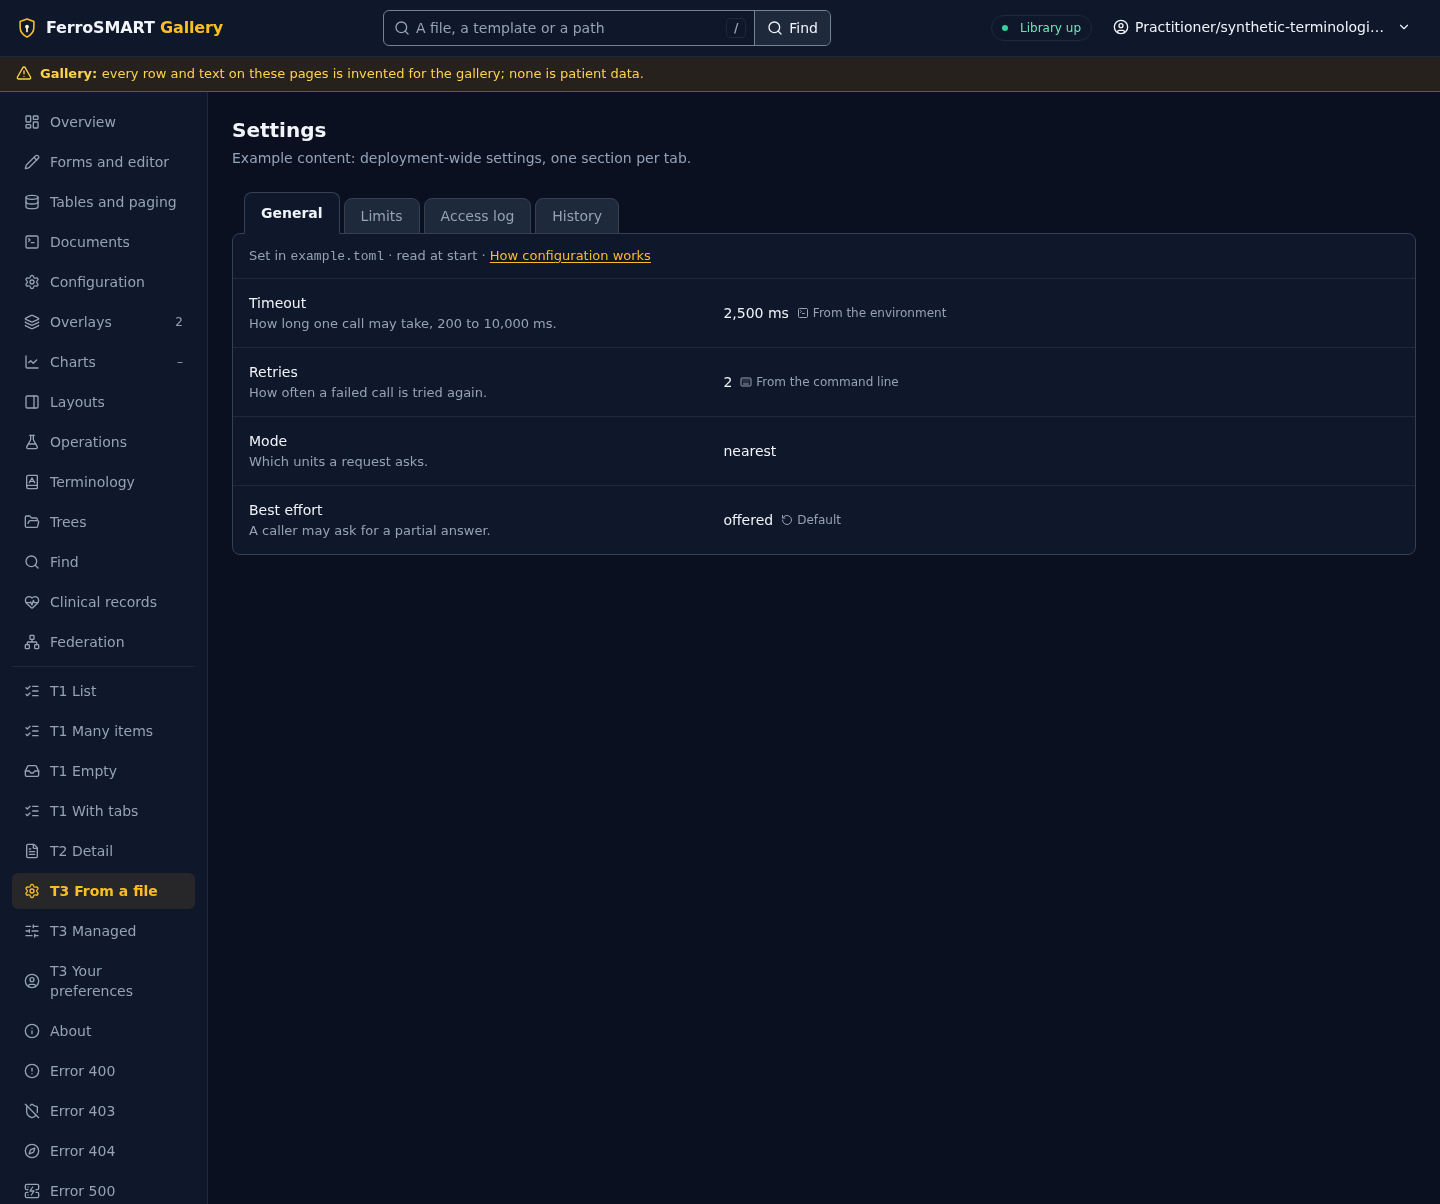 FerroSMART Gallery
A file, a template or a path
/
Find
Library up
Practitioner/synthetic-terminologi…
Gallery: every row and text on these pages is invented for the gallery; none is patient data.
Overview
Forms and editor
Tables and paging
Documents
Configuration
Overlays 2
Charts –
Layouts
Operations
Terminology
Trees
Find
Clinical records
Federation
T1 List
T1 Many items
T1 Empty
T1 With tabs
T2 Detail
T3 From a file
T3 Managed
T3 Your
preferences
About
Error 400
Error 403
Error 404
Error 500
Settings
Example content: deployment-wide settings, one section per tab.
General
Limits
Access log
History
Set in example.toml · read at start · How configuration works
Timeout
How long one call may take, 200 to 10,000 ms.
2,500 ms From the environment
Retries
How often a failed call is tried again.
2 From the command line
Mode
Which units a request asks.
nearest
Best effort
A caller may ask for a partial answer.
offered Default